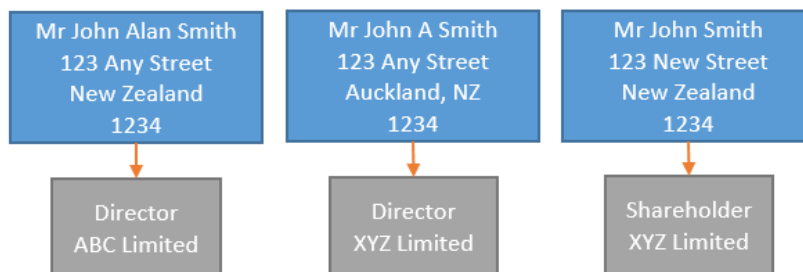 Mr John Alan Smith
123 Any Street
New Zealand
1234
Mr John A Smith
123 Any Street
Auckland, NZ
1234
Mr John Smith
123 New Street
New Zealand
1234
Director
ABC Limited
Director
XYZ Limited
Shareholder
XYZ Limited